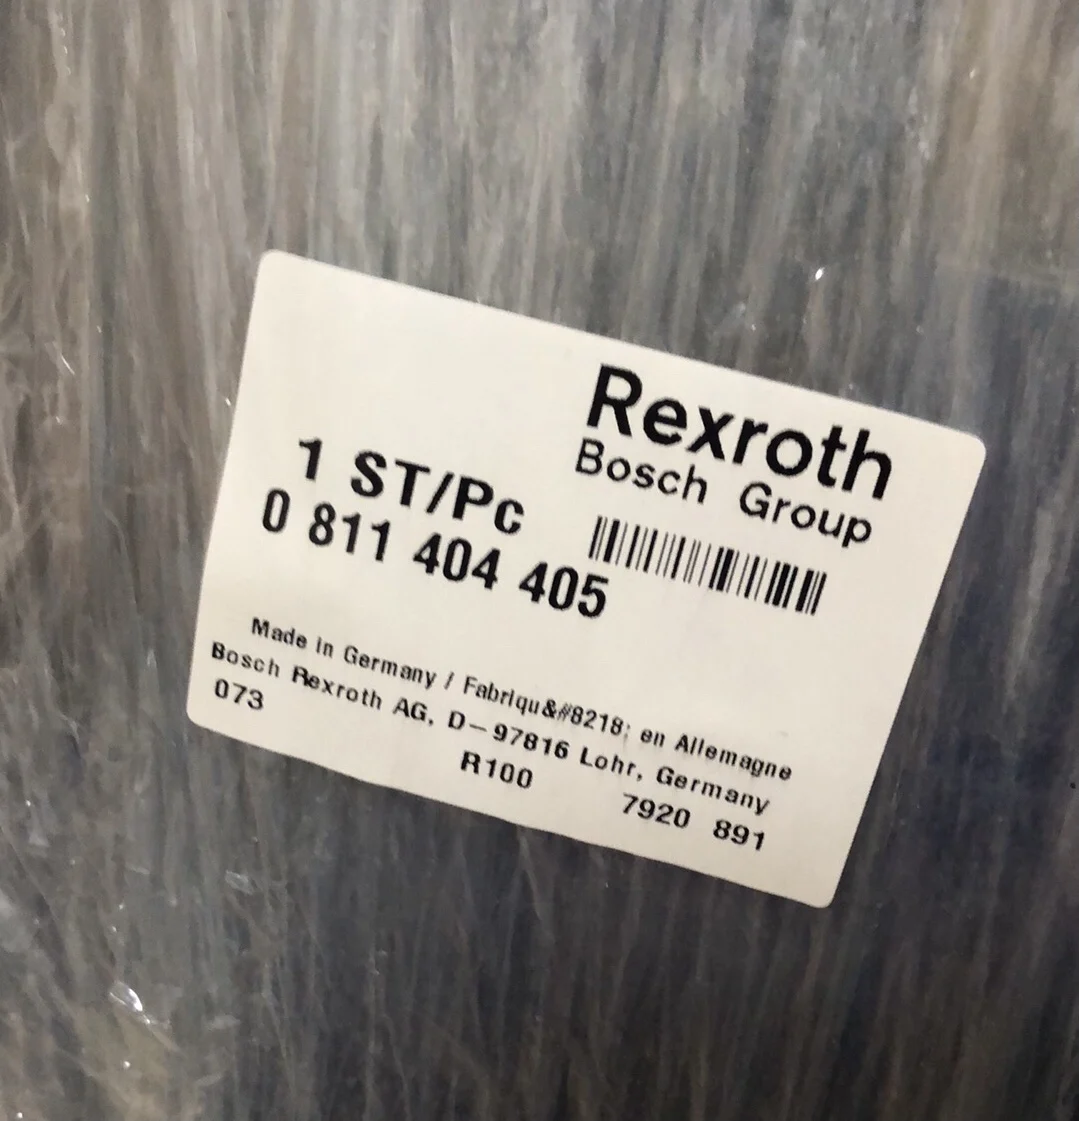 Rexroth
Bosch Group
1 ST/Pc
0 811 404 405
Made in Germany / Fabriqu&#8218; en Allemagne
Bosch Rexroth AG, D-97816 Lohr, Germany
073
R100 7920 891